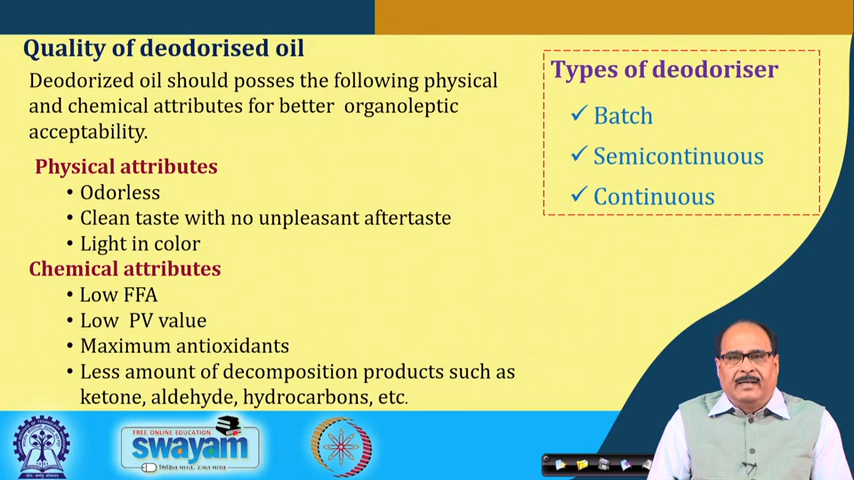 Quality of deodorised oil
Deodorized oil should posses the following physical
and chemical attributes for better organoleptic
acceptability.
Physical attributes
• Odorless
• Clean taste with no unpleasant aftertaste
• Light in color
Chemical attributes
• Low FFA
• Low PV value
• Maximum antioxidants
• Less amount of decomposition products such as
ketone, aldehyde, hydrocarbons, etc.
Types of deodoriser
✓ Batch
✓ Semicontinuous
✓ Continuous
FREE ONLINE EDUCATION
swayam